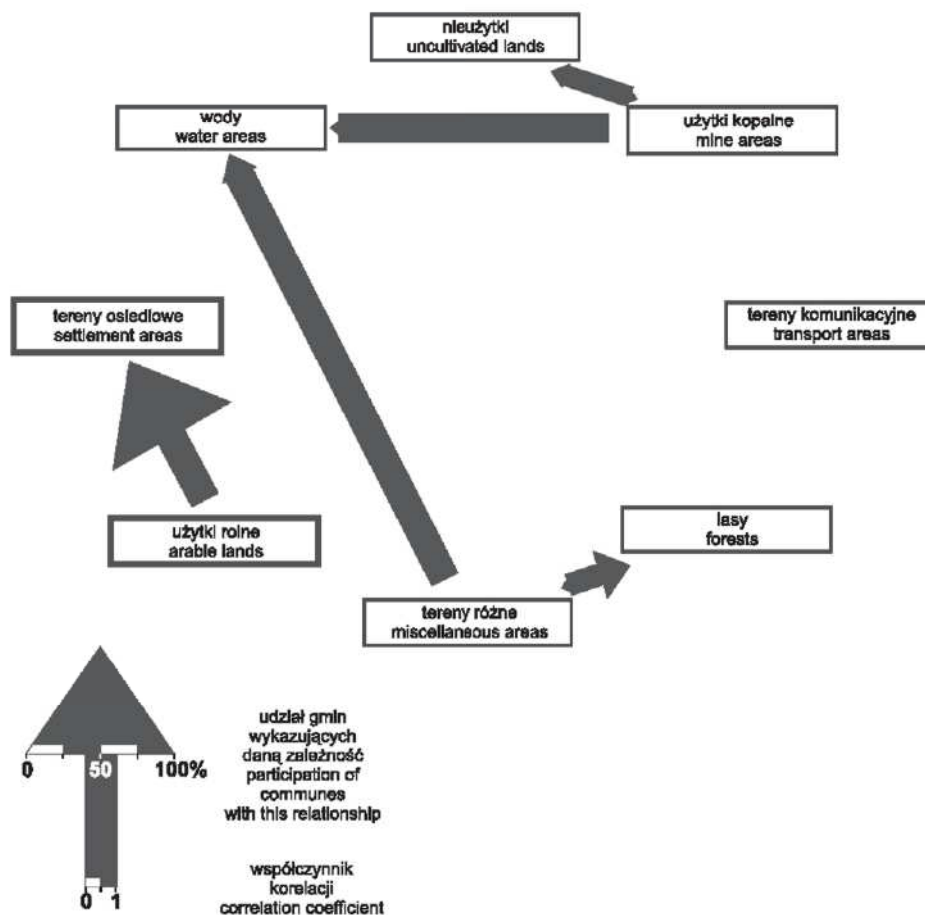 nieużytki
uncultivated lands
wody
water areas
użytki kopalne
mine areas
tereny osiedlowe
settlement areas
tereny komunikacyjne
transport areas
użytki rolne
arable lands
lasy
forests
tereny różne
miscellaneous areas
0 50 100%
udział gmin
wykazujących
daną zależność
participation of
communes
with this relationship
0 1
współczynnik
korelacji
correlation coefficient